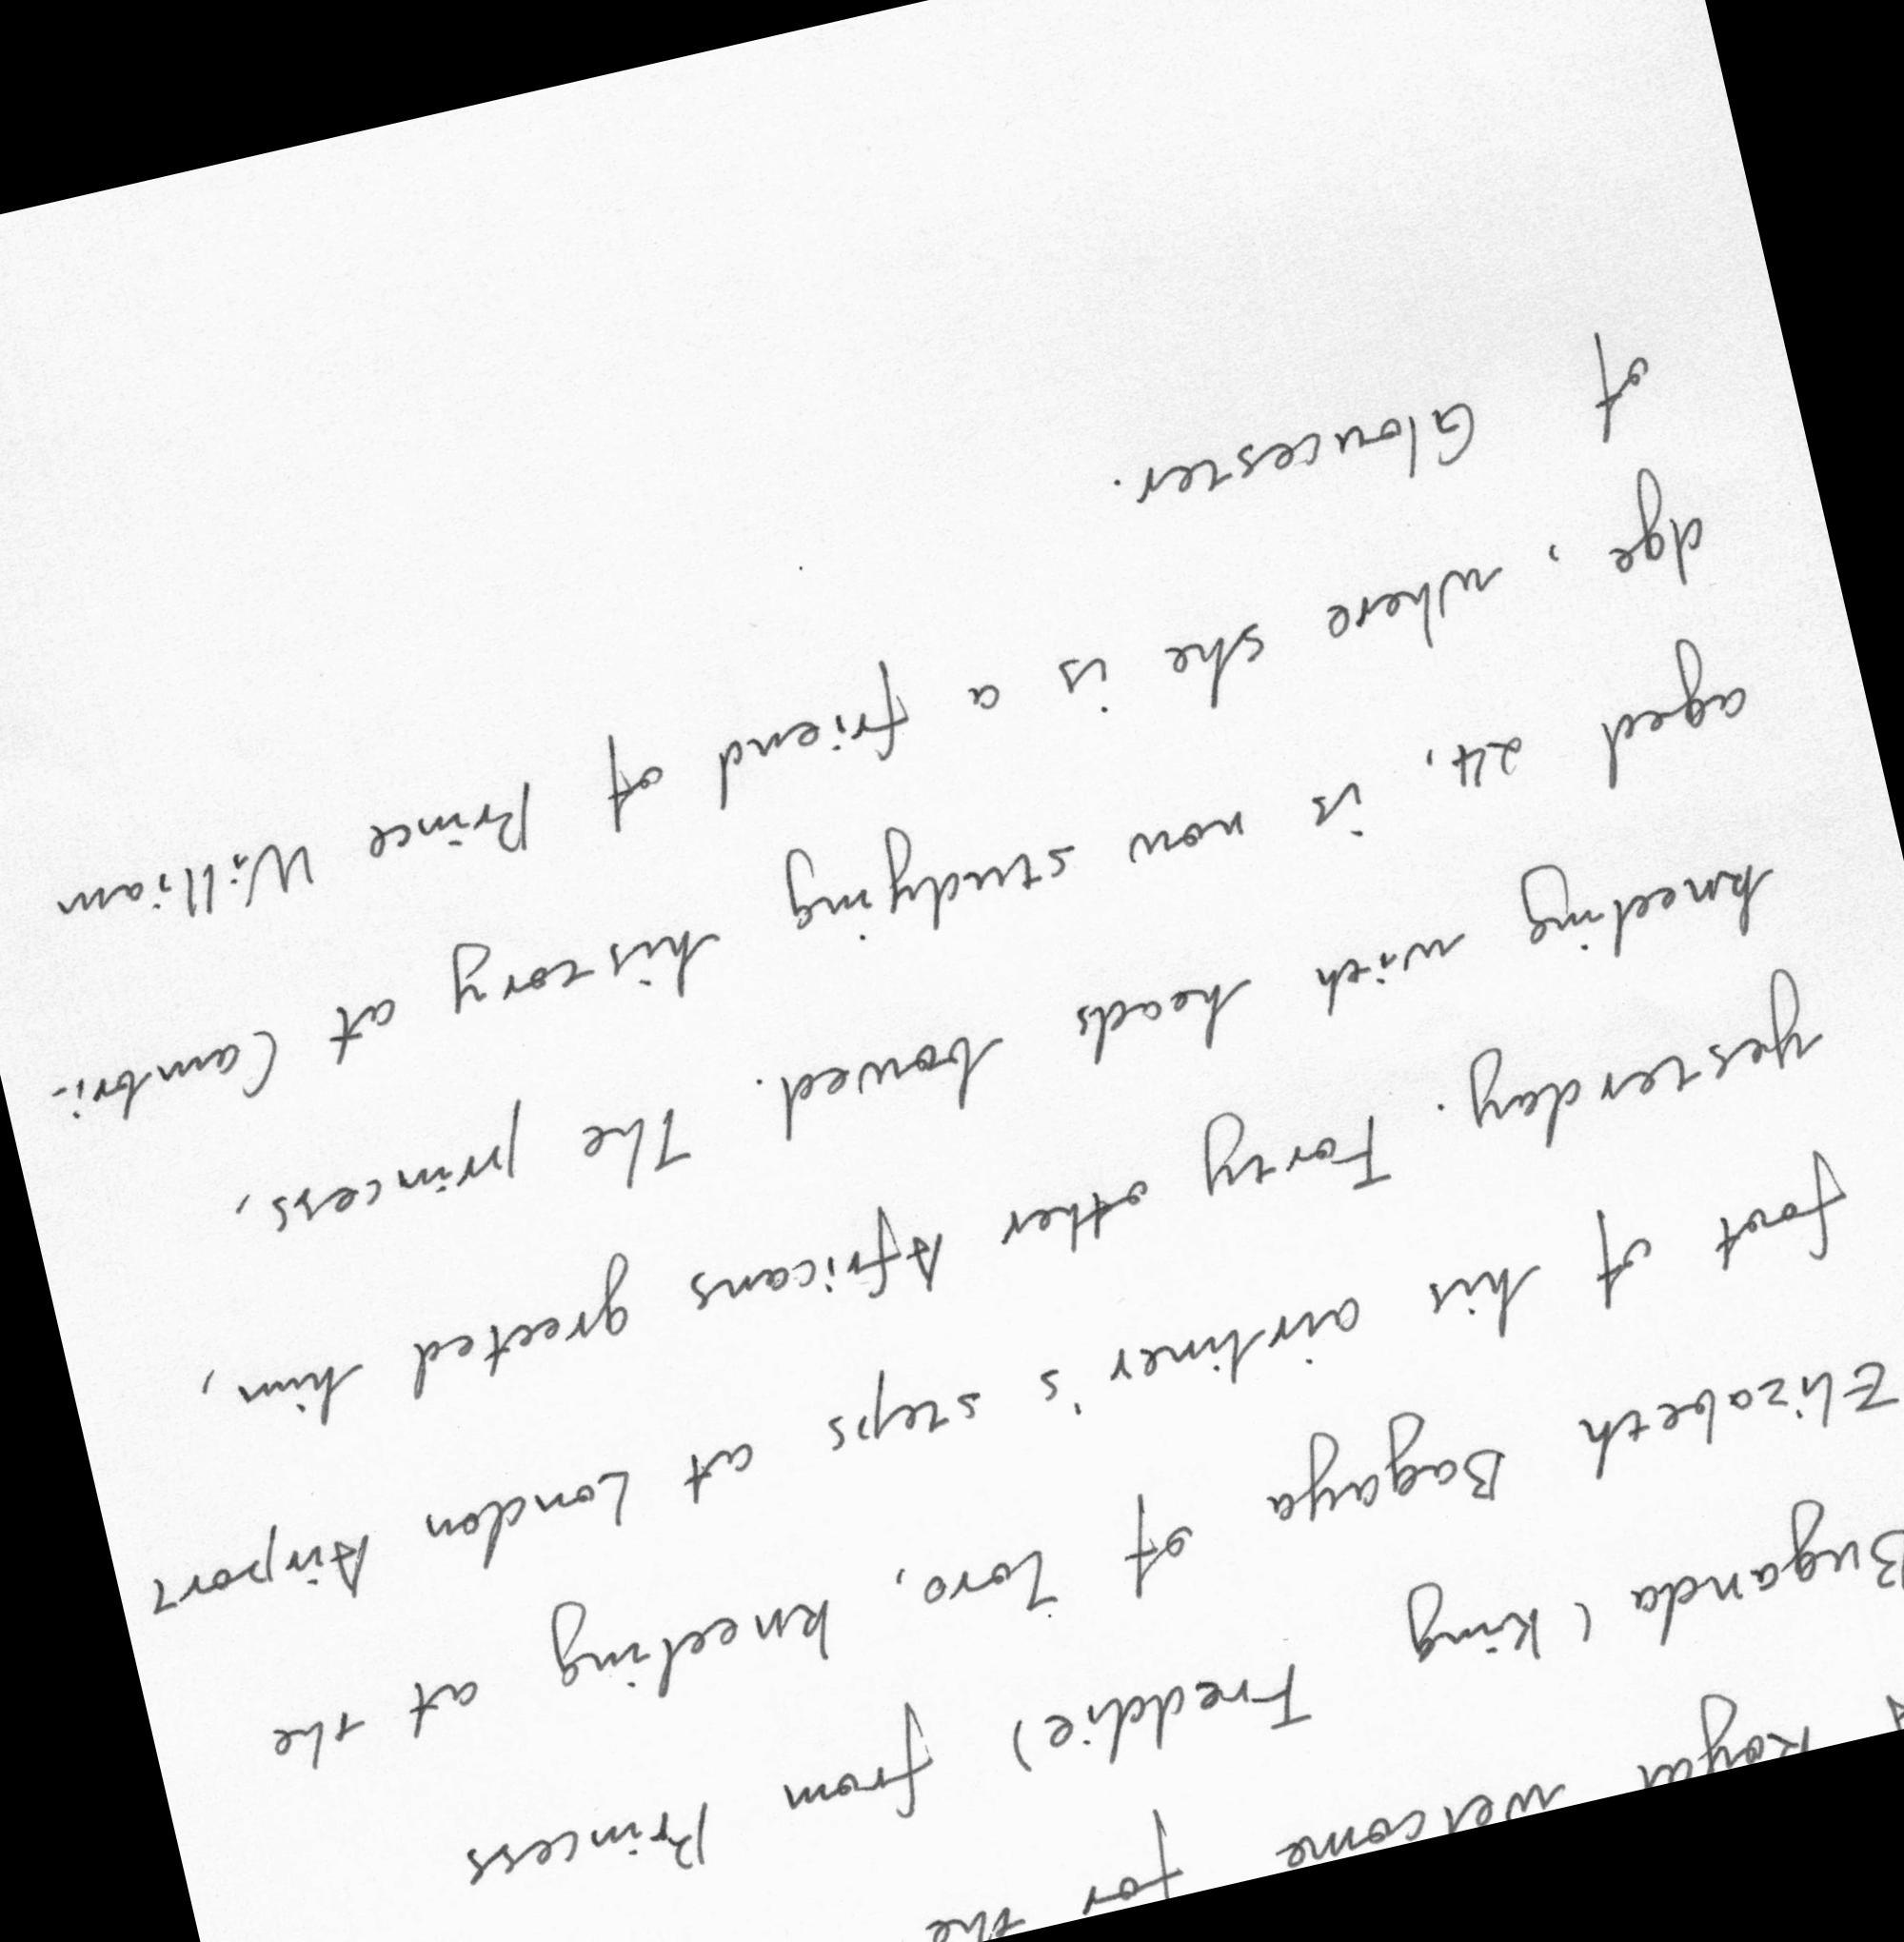 A Royal welcome for the
Buganda (King Freddie) from Princess
Elizabeth Bagaya of Toro, kneeling at the
foot of his airliner's steps at London Airport
yesterday. Forty other Africans greeted him,
kneeling with heads bowed. The princess,
aged 24, is now studying history at Cambri-
dge, where she is a friend of Prince William
of Gloucester.